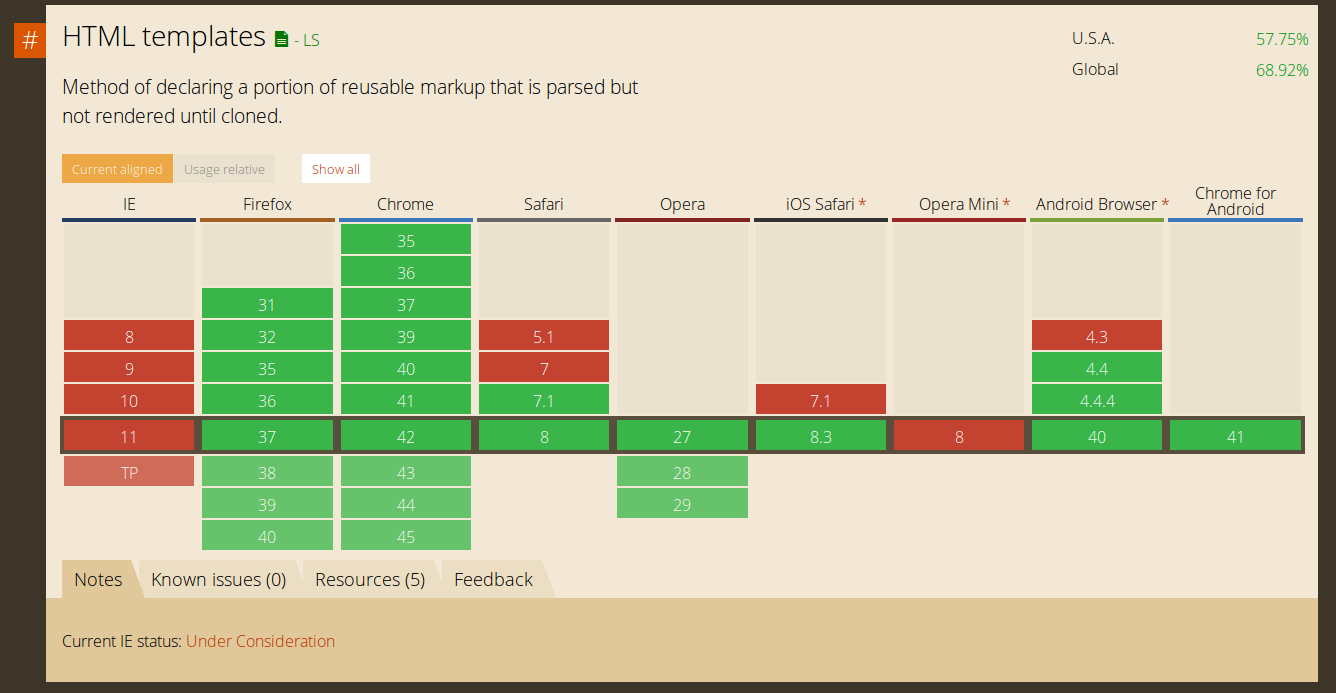 #
HTML templates - LS
U.S.A. 57.75%
Global 68.92%
Method of declaring a portion of reusable markup that is parsed but
not rendered until cloned.
Current aligned Usage relative Show all
IE Firefox Chrome Safari Opera iOS Safari * Opera Mini * Android Browser * Chrome for
Android
35
36
31 37
8 32 39 5.1 4.3
9 35 40 7 4.4
10 36 41 7.1 7.1 4.4.4
11 37 42 8 27 8.3 8 40 41
TP 38 43 28
39 44 29
40 45
Notes Known issues (0) Resources (5) Feedback
Current IE status: Under Consideration